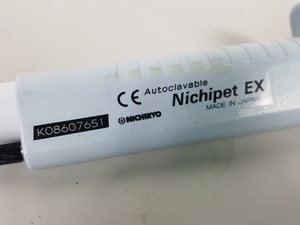 CE Autoclavable
Nichipet EX
MADE IN JAPAN
K08607651
NICHIRYO